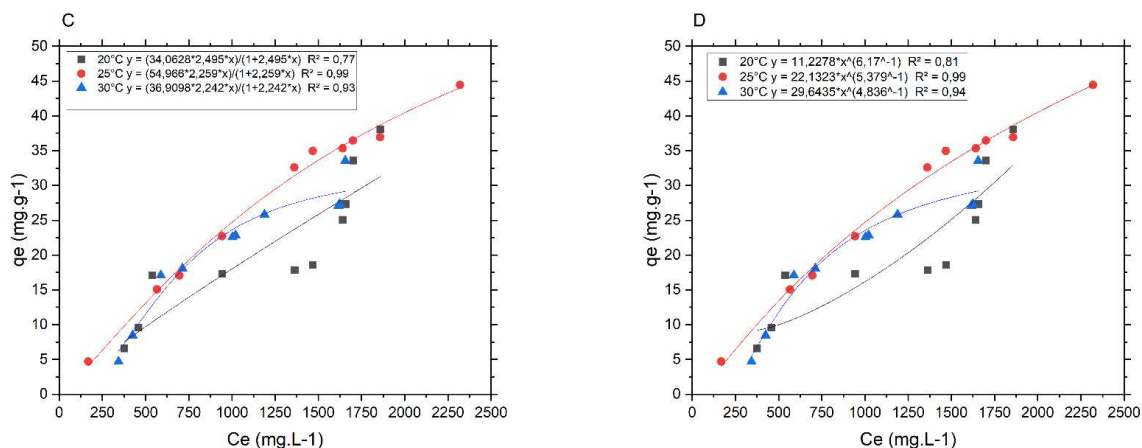 C
20°C y = (34,0628*2,495*x)/(1+2,495*x) R² = 0,77
25°C y = (54,966*2,259*x)/(1+2,259*x) R² = 0,99
30°C y = (36,9098*2,242*x)/(1+2,242*x) R² = 0,93
50
45
40
35
30
25
20
15
10
5
0
qe (mg.g-1)
0 250 500 750 1000 1250 1500 1750 2000 2250 2500
Ce (mg.L-1)
D
20°C y = 11,2278*x^(6,17^-1) R² = 0,81
25°C y = 22,1323*x^(5,379^-1) R² = 0,99
30°C y = 29,6435*x^(4,836^-1) R² = 0,94
50
45
40
35
30
25
20
15
10
5
0
qe (mg.g-1)
0 250 500 750 1000 1250 1500 1750 2000 2250 2500
Ce (mg.L-1)